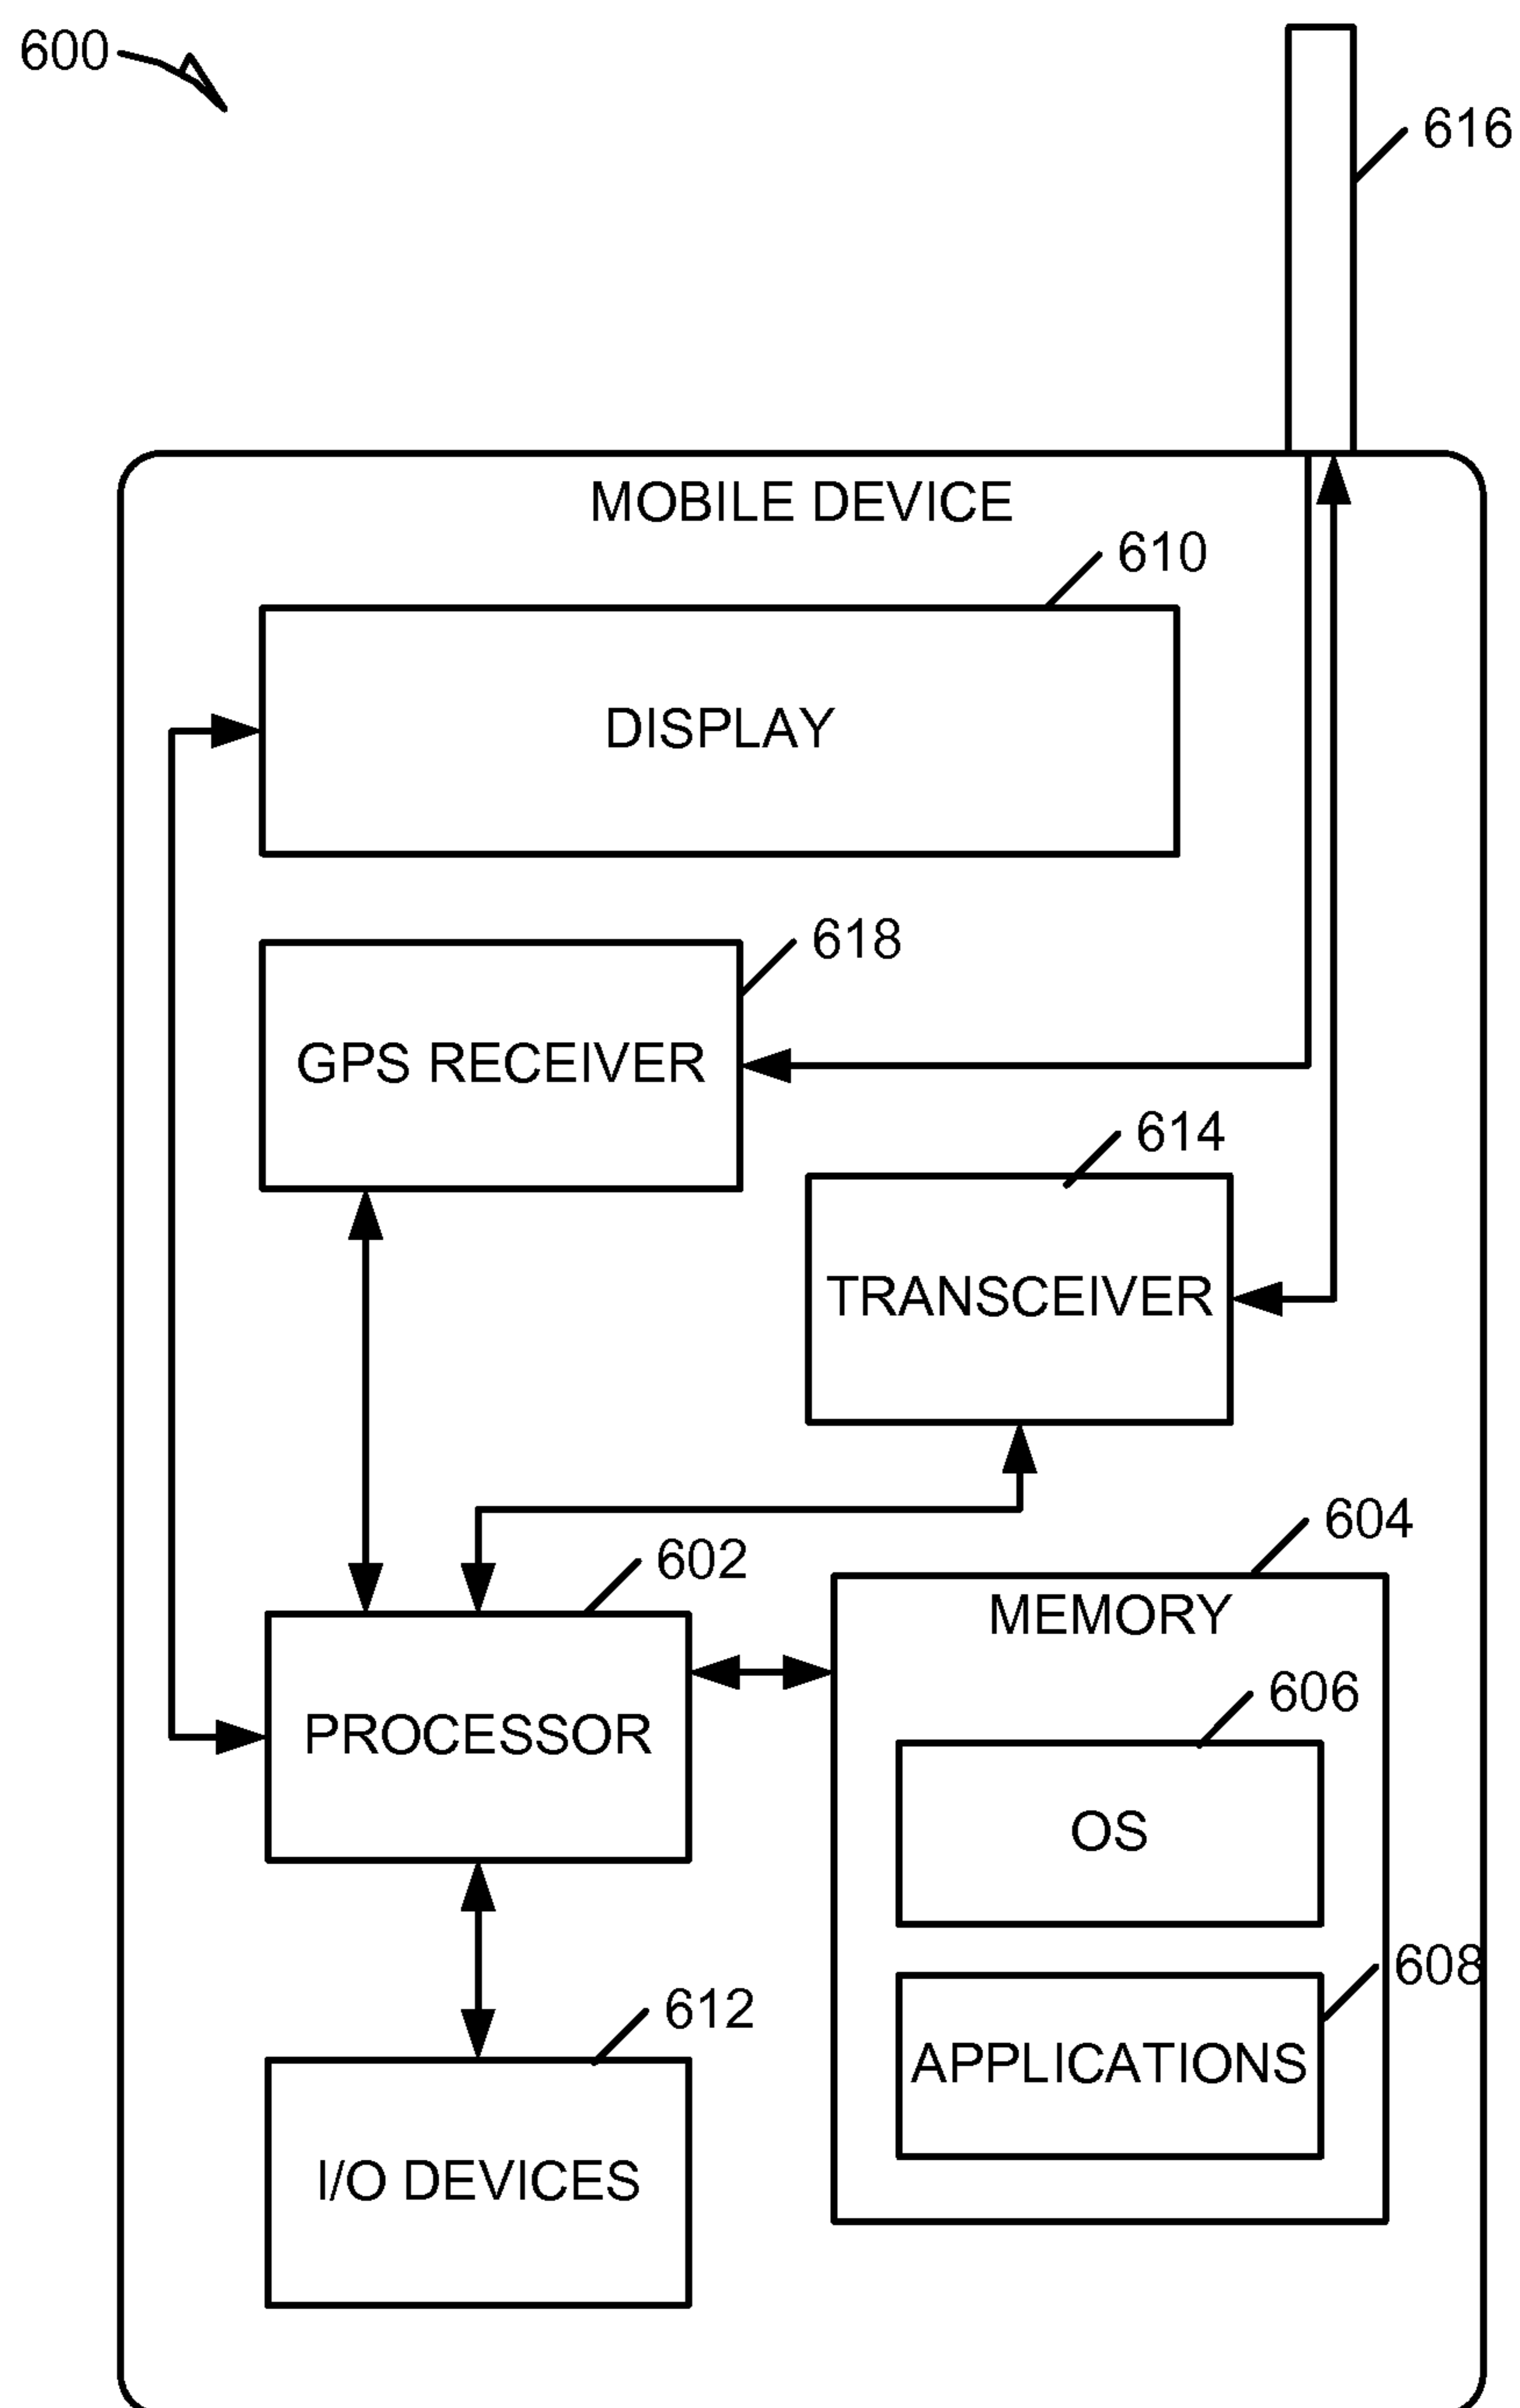 600
616
MOBILE DEVICE
610
DISPLAY
618
GPS RECEIVER
614
TRANSCEIVER
604
602
MEMORY
606
PROCESSOR
OS
608
612
APPLICATIONS
I/O DEVICES